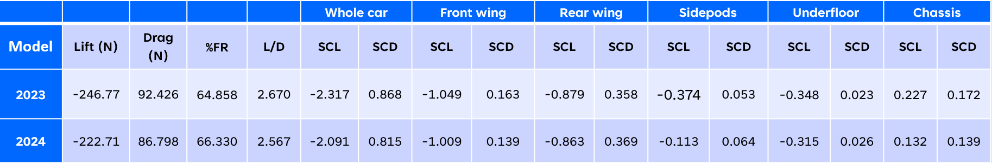 Whole car Front wing Rear wing Sidepods Underfloor Chassis
Model Lift (N) Drag (N) %FR L/D SCL SCD SCL SCD SCL SCD SCL SCD SCL SCD SCL SCD
2023 -246.77 92.426 64.858 2.670 -2.317 0.868 -1.049 0.163 -0.879 0.358 -0.374 0.053 -0.348 0.023 0.227 0.172
2024 -222.71 86.798 66.330 2.567 -2.091 0.815 -1.009 0.139 -0.863 0.369 -0.113 0.064 -0.315 0.026 0.132 0.139